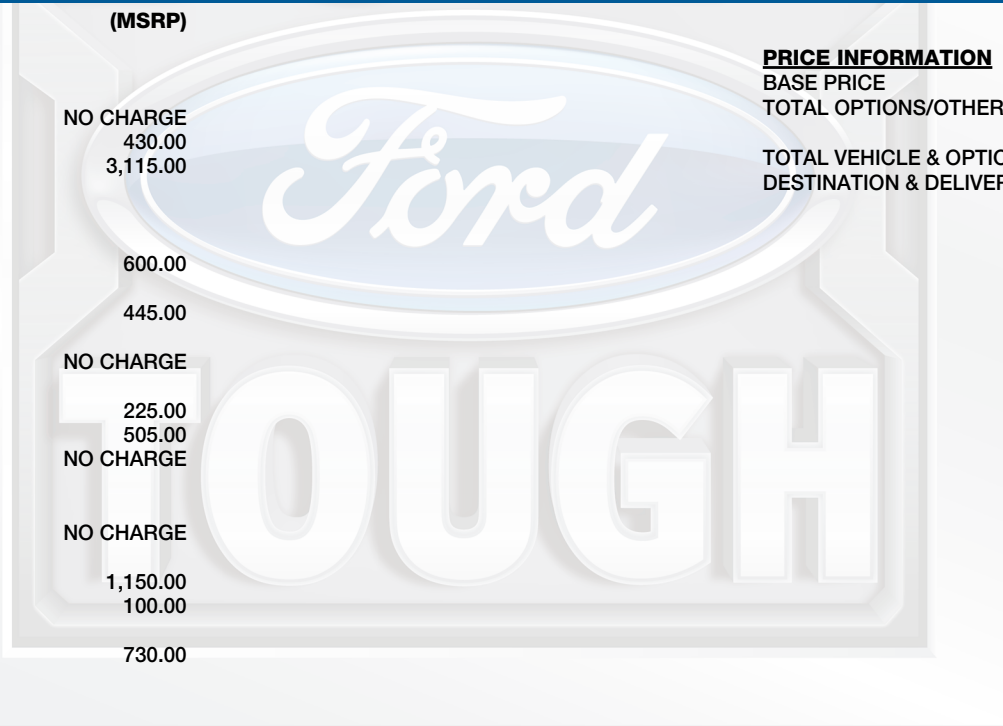 (MSRP)
NO CHARGE
430.00
3,115.00
600.00
445.00
NO CHARGE
225.00
505.00
NO CHARGE
NO CHARGE
1,150.00
100.00
730.00
PRICE INFORMATION
BASE PRICE
TOTAL OPTIONS/OTHER
TOTAL VEHICLE & OPTIO
DESTINATION & DELIVER
Ford
TOUGH